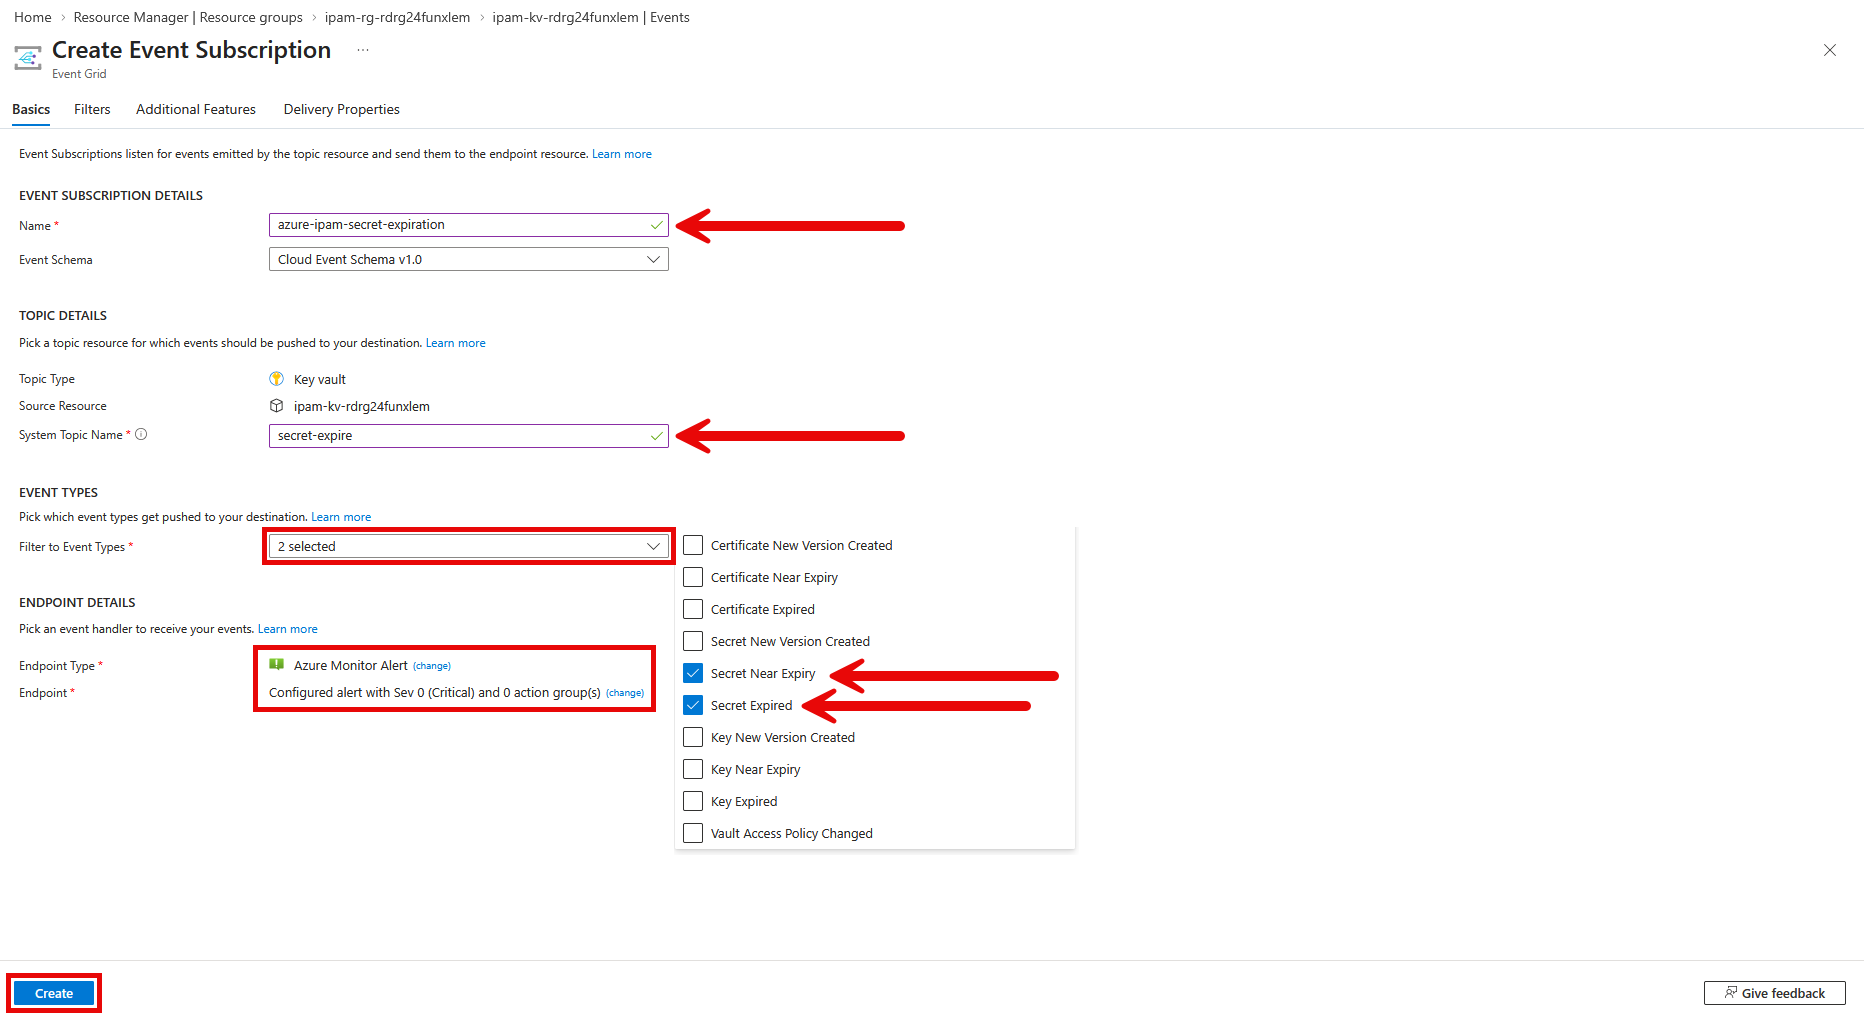 Home > Resource Manager | Resource groups > ipam-rg-rdrg24funxlem > ipam-kv-rdrg24funxlem | Events
Create Event Subscription ...
Event Grid
Basics Filters Additional Features Delivery Properties
Event Subscriptions listen for events emitted by the topic resource and send them to the endpoint resource. Learn more
EVENT SUBSCRIPTION DETAILS
Name * azure-ipam-secret-expiration
Event Schema Cloud Event Schema v1.0
TOPIC DETAILS
Pick a topic resource for which events should be pushed to your destination. Learn more
Topic Type Key vault
Source Resource ipam-kv-rdrg24funxlem
System Topic Name * secret-expire
EVENT TYPES
Pick which event types get pushed to your destination. Learn more
Filter to Event Types * 2 selected
Certificate New Version Created
Certificate Near Expiry
Certificate Expired
Secret New Version Created
Secret Near Expiry
Secret Expired
Key New Version Created
Key Near Expiry
Key Expired
Vault Access Policy Changed
ENDPOINT DETAILS
Pick an event handler to receive your events. Learn more
Endpoint Type * Azure Monitor Alert (change)
Endpoint * Configured alert with Sev 0 (Critical) and 0 action group(s) (change)
Create
Give feedback